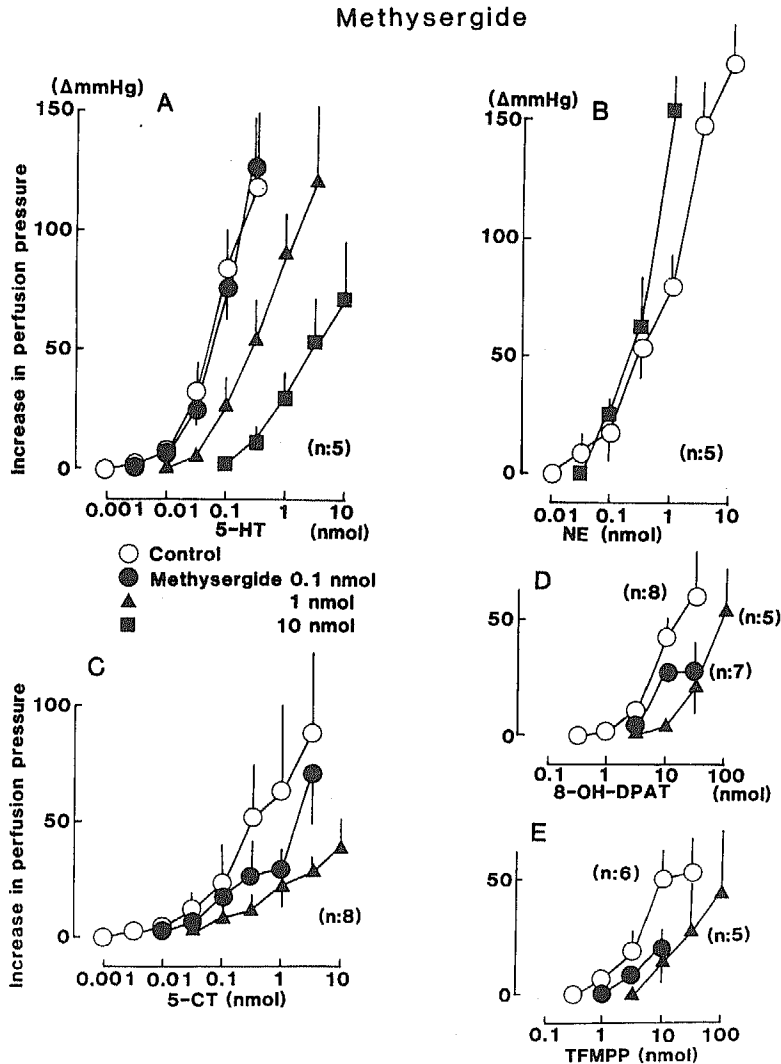 Methysergide
(ΔmmHg)
A
Increase in perfusion pressure
150
100
50
0
(n:5)
0.001 0.01 0.1 1 10
5-HT (nmol)
(ΔmmHg)
B
150
100
50
0
(n:5)
0.01 0.1 1 10
NE (nmol)
Control
Methysergide 0.1 nmol
1 nmol
10 nmol
C
Increase in perfusion pressure
100
50
0
(n:8)
0.001 0.01 0.1 1 10
5-CT (nmol)
D
(n:8)
(n:5)
(n:7)
50
0
0.1 1 10 100
8-OH-DPAT (nmol)
E
(n:6)
(n:5)
50
0
0.1 1 10 100
TFMPP (nmol)